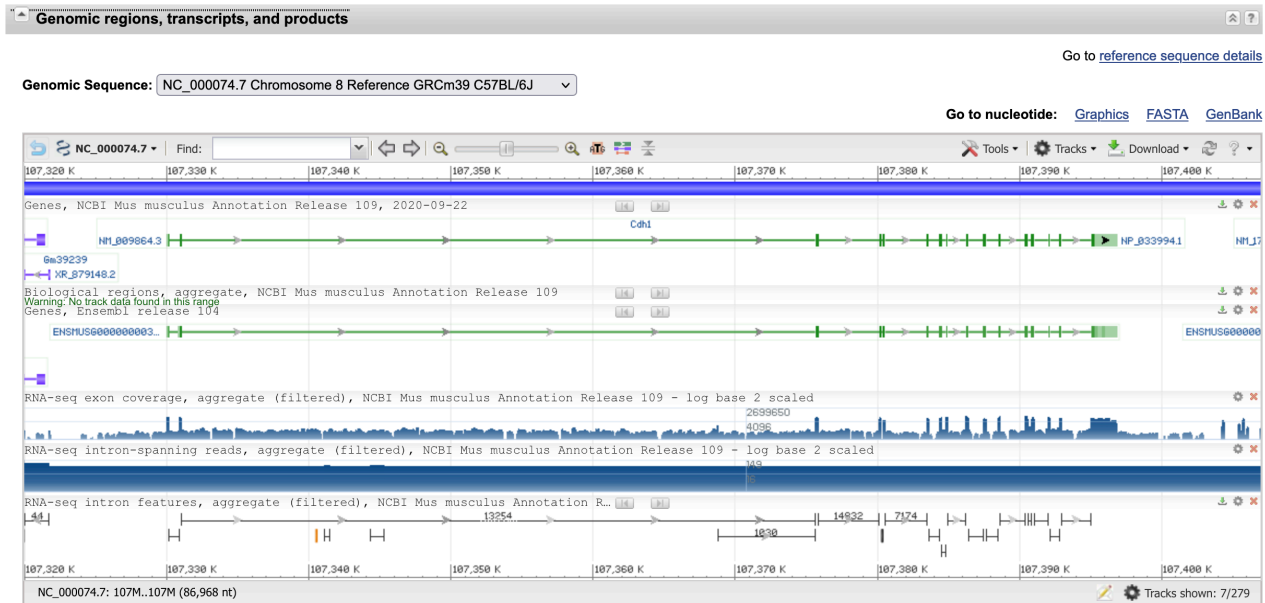 Genomic regions, transcripts, and products
Go to reference sequence details
Genomic Sequence: NC_000074.7 Chromosome 8 Reference GRCm39 C57BL/6J
Go to nucleotide: Graphics FASTA GenBank
NC_000074.7 Find: Tools Tracks Download ?
107,320 K 107,330 K 107,340 K 107,350 K 107,360 K 107,370 K 107,380 K 107,390 K 107,400 K
Genes, NCBI Mus musculus Annotation Release 109, 2020-09-22
Cdh1
NM_009864.3 NP_033994.1 NM_17
Gm39239
XR_879148.2
Biological regions, aggregate, NCBI Mus musculus Annotation Release 109
Warning: No track data found in this range
Genes, Ensembl release 104
ENSMUSG000000003... ENSMUSG00000
RNA-seq exon coverage, aggregate (filtered), NCBI Mus musculus Annotation Release 109 - log base 2 scaled
2699650
4096
RNA-seq intron-spanning reads, aggregate (filtered), NCBI Mus musculus Annotation Release 109 - log base 2 scaled
149
RNA-seq intron features, aggregate (filtered), NCBI Mus musculus Annotation R...
44 13254 14832 7174
1030
107,320 K 107,330 K 107,340 K 107,350 K 107,360 K 107,370 K 107,380 K 107,390 K 107,400 K
NC_000074.7: 107M..107M (86,968 nt) Tracks shown: 7/279